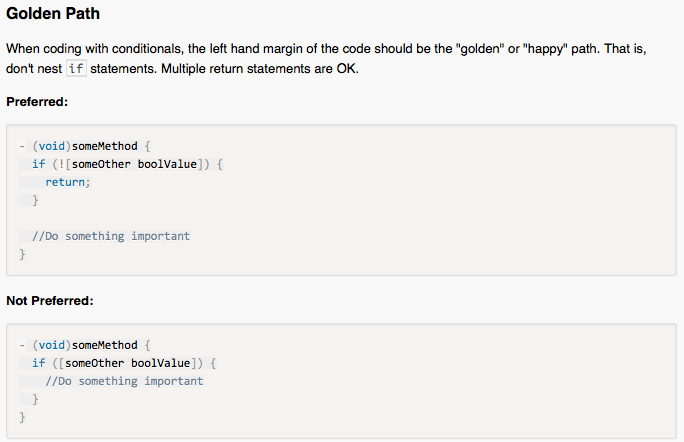 Golden Path
When coding with conditionals, the left hand margin of the code should be the "golden" or "happy" path. That is,
don't nest if statements. Multiple return statements are OK.
Preferred:
- (void)someMethod {
  if (![someOther boolValue]) {
    return;
  }
  //Do something important
}
Not Preferred:
- (void)someMethod {
  if ([someOther boolValue]) {
    //Do something important
  }
}